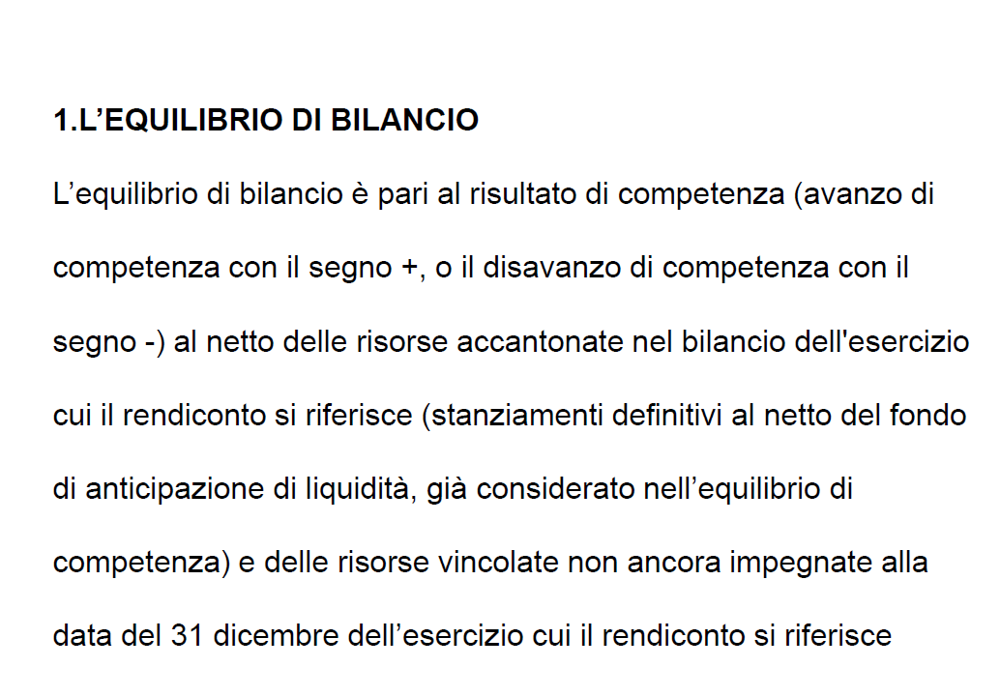 1.L’EQUILIBRIO DI BILANCIO
L’equilibrio di bilancio è pari al risultato di competenza (avanzo di
competenza con il segno +, o il disavanzo di competenza con il
segno -) al netto delle risorse accantonate nel bilancio dell'esercizio
cui il rendiconto si riferisce (stanziamenti definitivi al netto del fondo
di anticipazione di liquidità, già considerato nell’equilibrio di
competenza) e delle risorse vincolate non ancora impegnate alla
data del 31 dicembre dell’esercizio cui il rendiconto si riferisce